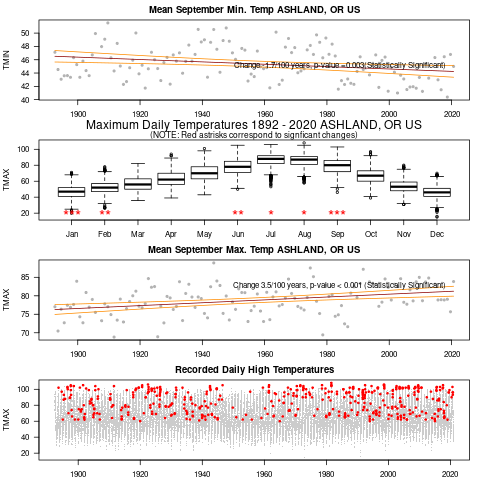 Mean September Min. Temp ASHLAND, OR US
TMIN
50
48
46
44
42
40
Change -1.7/100 years, p-value = 0.003(Statistically Significant)
1900 1920 1940 1960 1980 2000 2020
Maximum Daily Temperatures 1892 - 2020 ASHLAND, OR US
(NOTE: Red astrisks correspond to signficant changes)
TMAX
100
80
60
40
20
*** ** ** * * ***
Jan Feb Mar Apr May Jun Jul Aug Sep Oct Nov Dec
Mean September Max. Temp ASHLAND, OR US
TMAX
85
80
75
70
Change 3.5/100 years, p-value < 0.001 (Statistically Significant)
1900 1920 1940 1960 1980 2000 2020
Recorded Daily High Temperatures
TMAX
100
80
60
40
20
1900 1920 1940 1960 1980 2000 2020